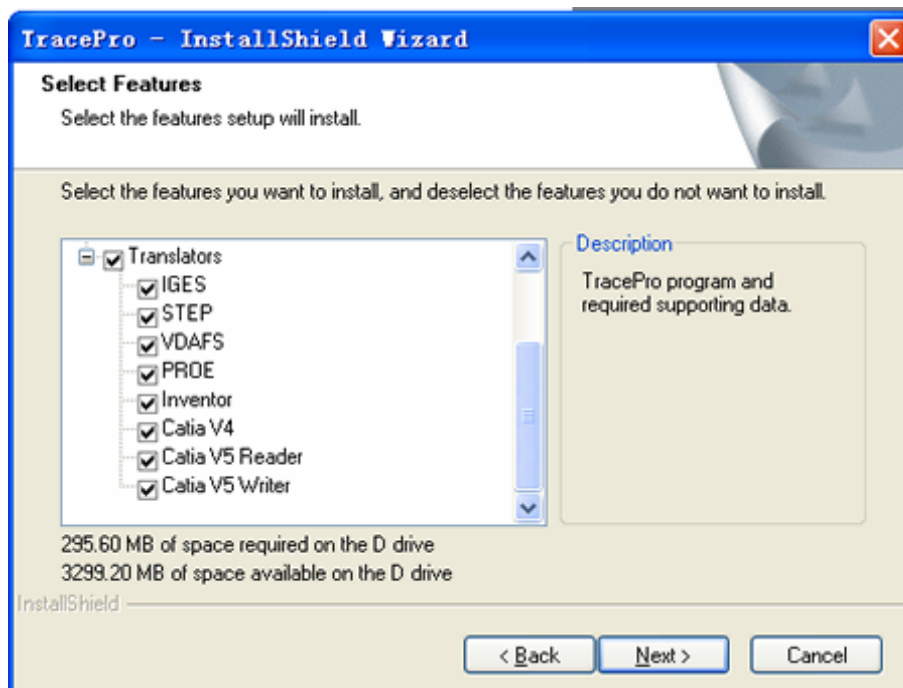 TracePro - InstallShield Wizard
Select Features
Select the features setup will install.
Select the features you want to install, and deselect the features you do not want to install.
Translators
IGES
STEP
VDAFS
PROE
Inventor
Catia V4
Catia V5 Reader
Catia V5 Writer
Description
TracePro program and
required supporting data.
295.60 MB of space required on the D drive
3299.20 MB of space available on the D drive
InstallShield
< Back
Next >
Cancel